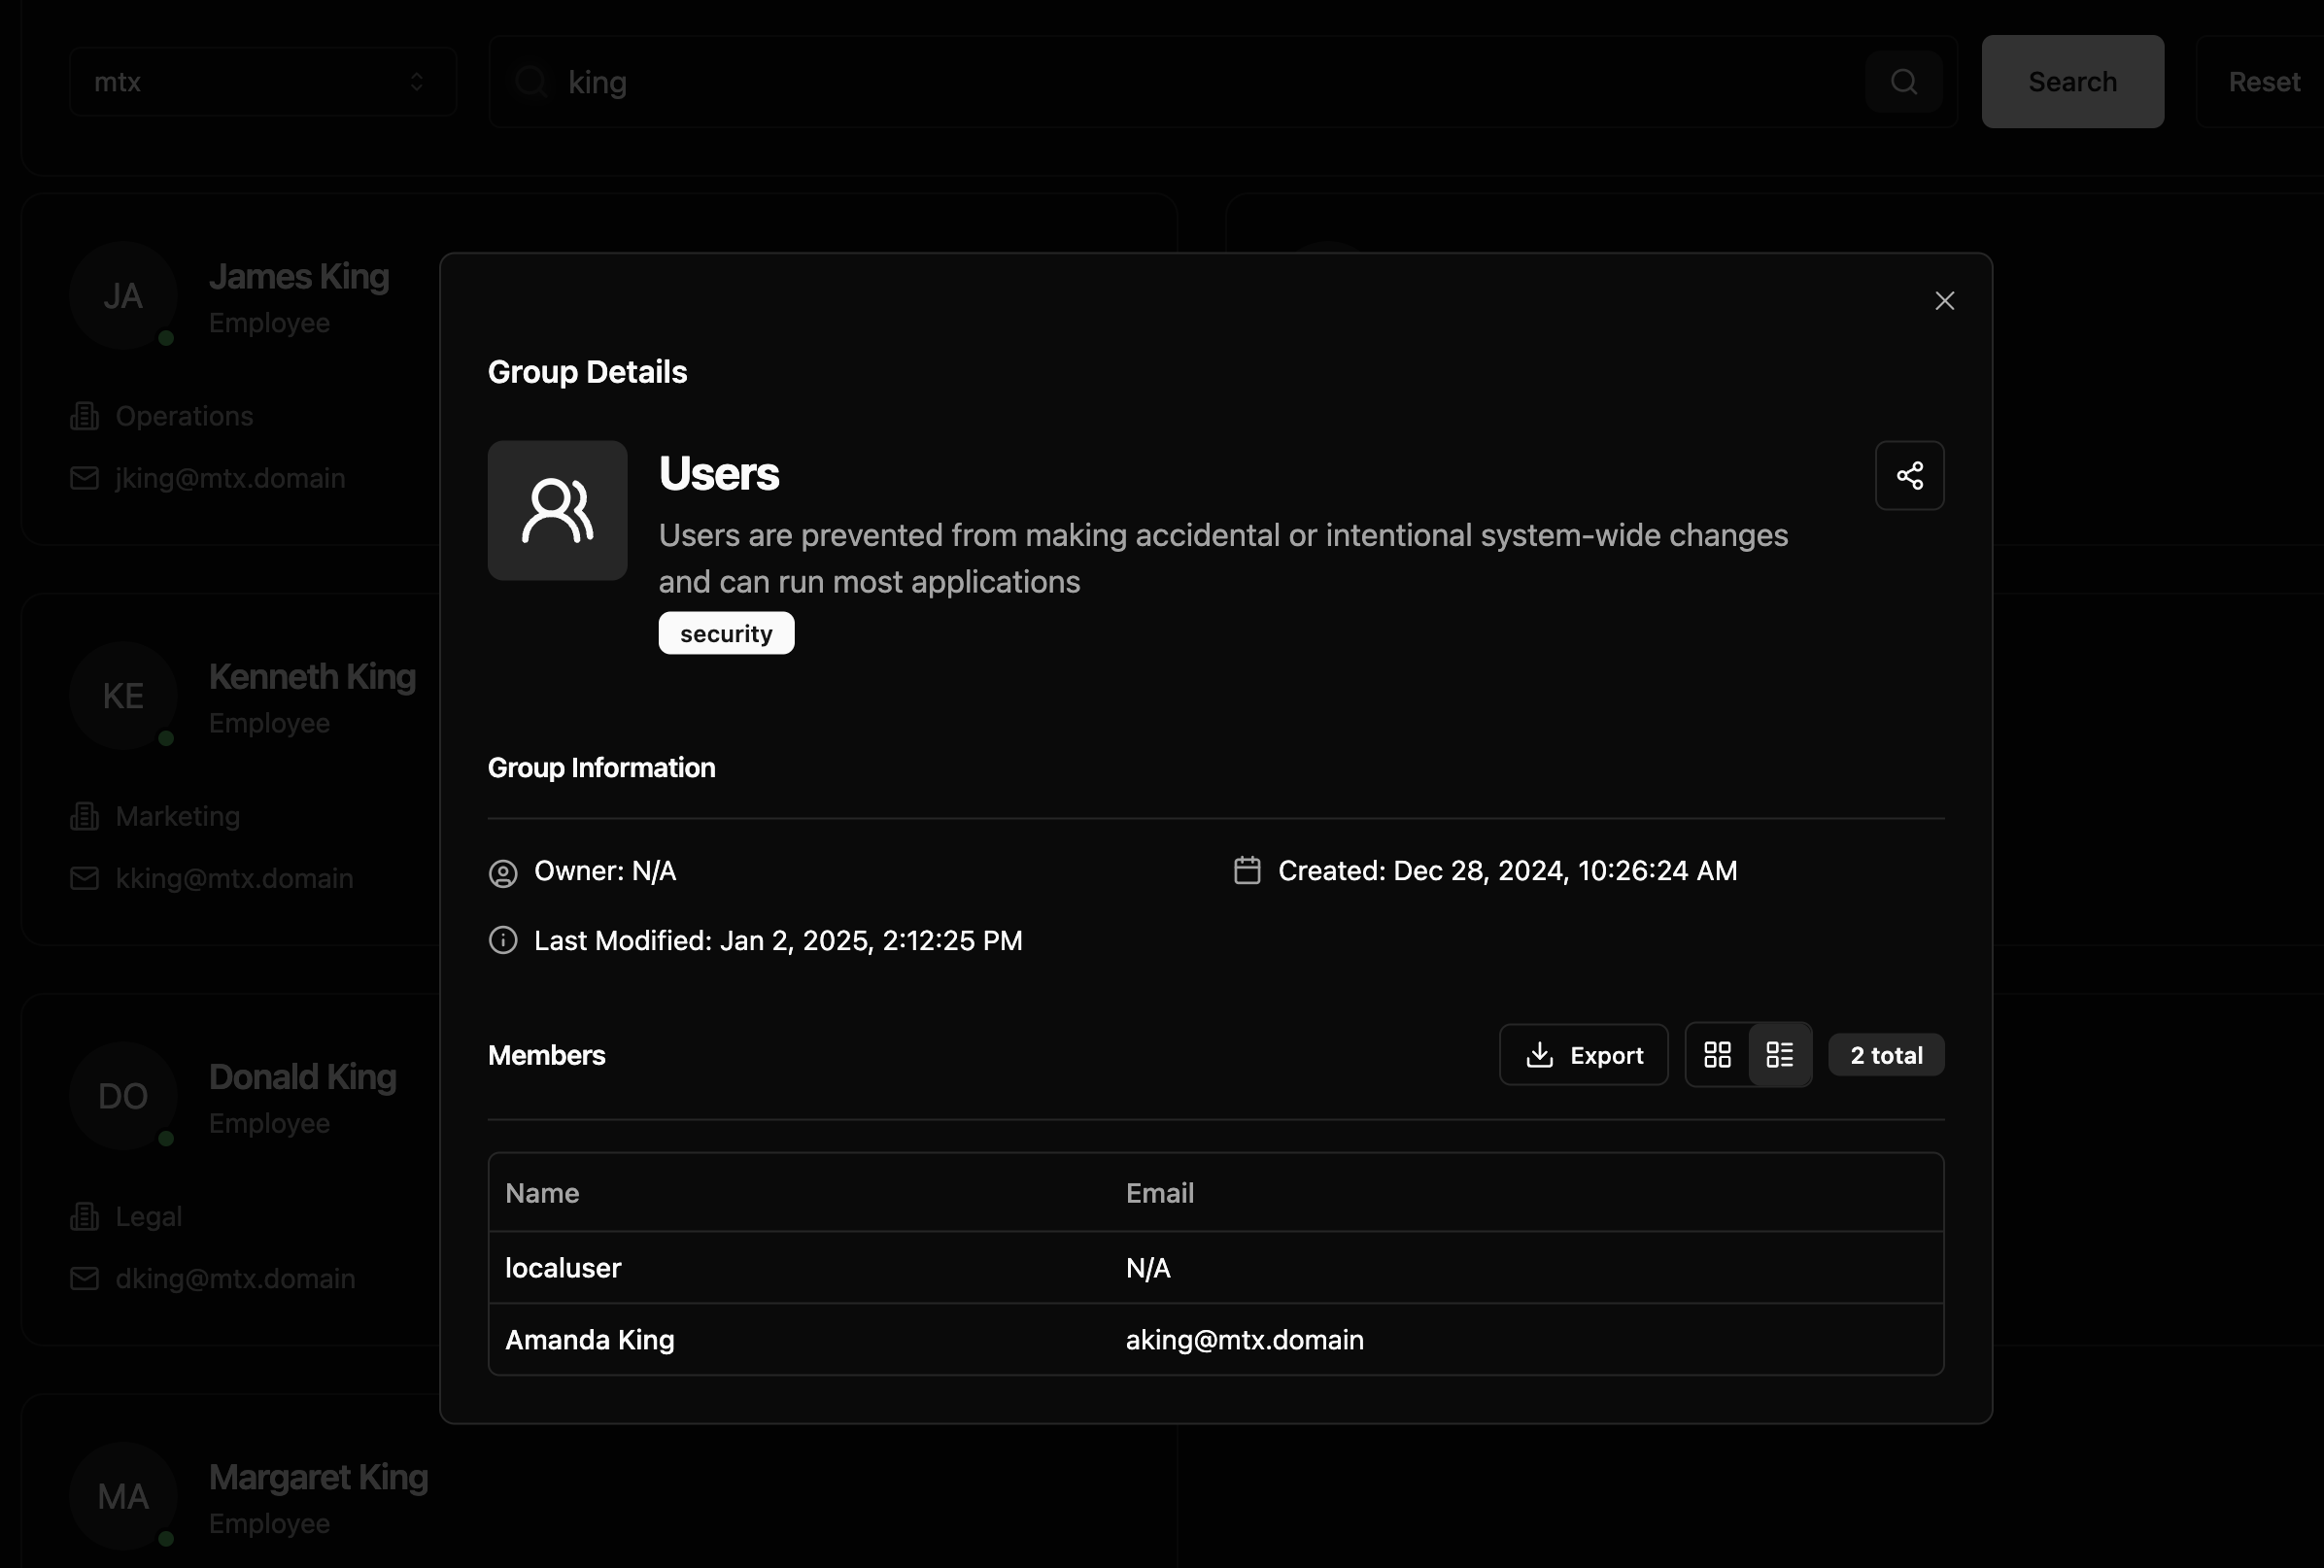 mtx
king
Search
Reset
JA
James King
Employee
Operations
jking@mtx.domain
KE
Kenneth King
Employee
Marketing
kking@mtx.domain
DO
Donald King
Employee
Legal
dking@mtx.domain
MA
Margaret King
Employee
Group Details
Users
Users are prevented from making accidental or intentional system-wide changes
and can run most applications
security
Group Information
Owner: N/A
Created: Dec 28, 2024, 10:26:24 AM
Last Modified: Jan 2, 2025, 2:12:25 PM
Members
Export
2 total
Name
Email
localuser
N/A
Amanda King
aking@mtx.domain